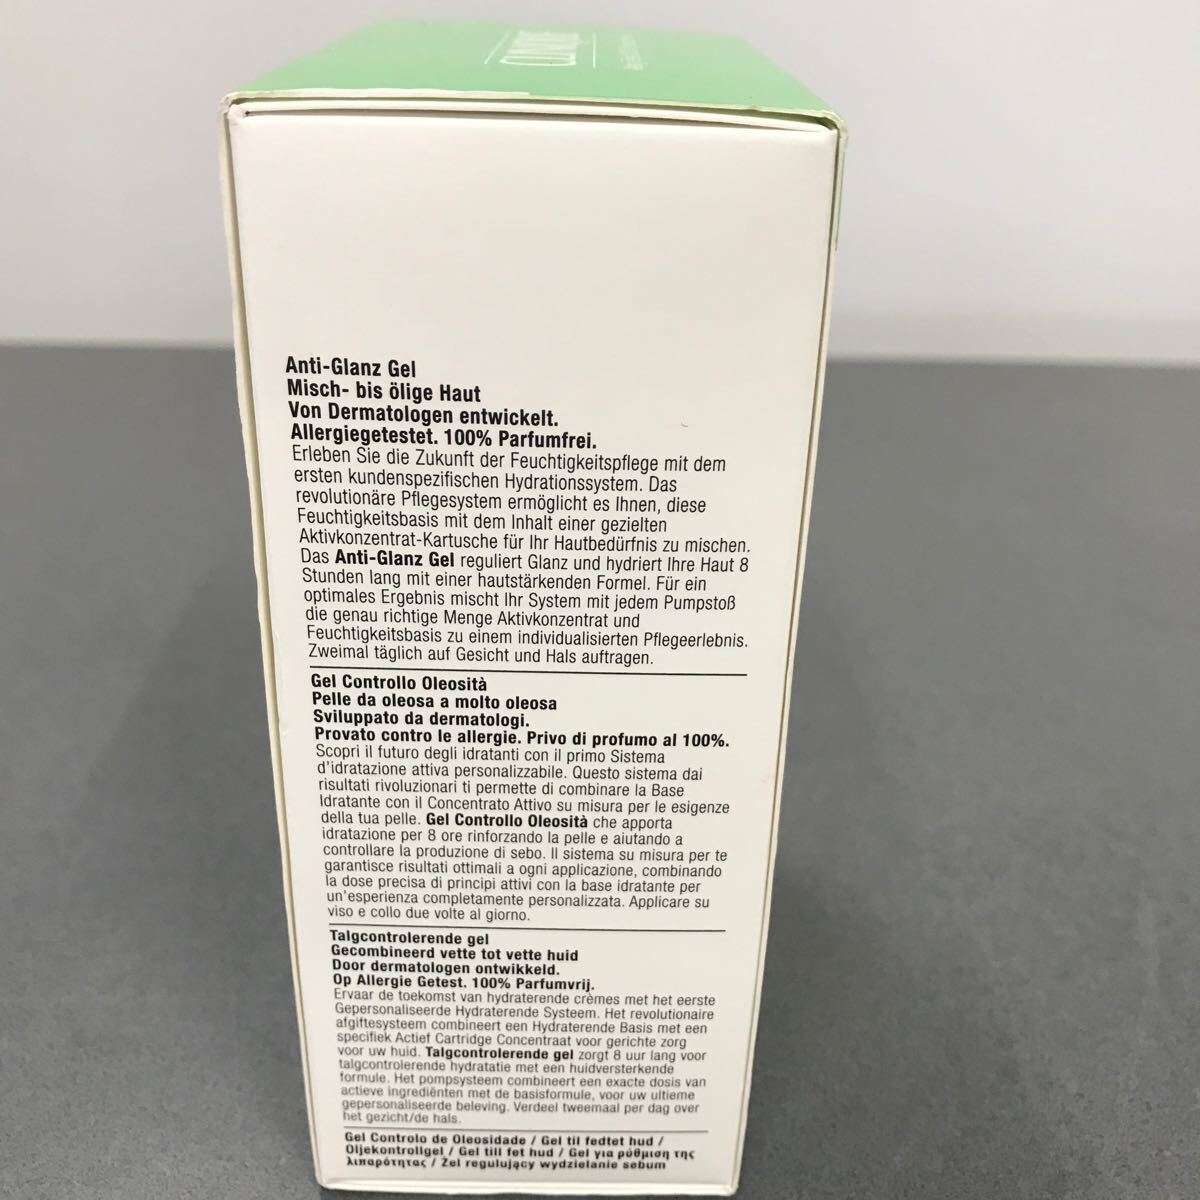 CLINIQUE
Anti-Glanz Gel
Misch- bis ölige Haut
Von Dermatologen entwickelt.
Allergiegetestet. 100% Parfumfrei.
Erleben Sie die Zukunft der Feuchtigkeitspflege mit dem
ersten kundenspezifischen Hydrationssystem. Das
revolutionäre Pflegesystem ermöglicht es Ihnen, diese
Feuchtigkeitsbasis mit dem Inhalt einer gezielten
Aktivkonzentrat-Kartusche für Ihr Hautbedürfnis zu mischen.
Das Anti-Glanz Gel reguliert Glanz und hydriert Ihre Haut 8
Stunden lang mit einer hautstärkenden Formel. Für ein
optimales Ergebnis mischt Ihr System mit jedem Pumpstoß
die genau richtige Menge Aktivkonzentrat und
Feuchtigkeitsbasis zu einem individualisierten Pflegeerlebnis.
Zweimal täglich auf Gesicht und Hals auftragen.
Gel Controllo Oleosità
Pelle da oleosa a molto oleosa
Sviluppato da dermatologi.
Provato contro le allergie. Privo di profumo al 100%.
Scopri il futuro degli idratanti con il primo Sistema
d'idratazione attiva personalizzabile. Questo sistema dai
risultati rivoluzionari ti permette di combinare la Base
Idratante con il Concentrato Attivo su misura per le esigenze
della tua pelle. Gel Controllo Oleosità che apporta
idratazione per 8 ore rinforzando la pelle e aiutando a
controllare la produzione di sebo. Il sistema su misura per te
garantisce risultati ottimali a ogni applicazione, combinando
la dose precisa di principi attivi con la base idratante per
un'esperienza completamente personalizzata. Applicare su
viso e collo due volte al giorno.
Talgcontrolerende gel
Gecombineerd vette tot vette huid
Door dermatologen ontwikkeld.
Op Allergie Getest. 100% Parfumvrij.
Ervaar de toekomst van hydraterende crèmes met het eerste
Gepersonaliseerde Hydraterende Systeem. Het revolutionaire
afgiftesysteem combineert een Hydraterende Basis met een
specifiek Actief Cartridge Concentraat voor gerichte zorg
voor uw huid. Talgcontrolerende gel zorgt 8 uur lang voor
talgcontrolerende hydratatie met een huidversterkende
formule. Het pompsysteem combineert een exacte dosis van
actieve ingrediënten met de basisformule, voor uw ultieme
gepersonaliseerde beleving. Verdeel tweemaal per dag over
het gezicht/de hals.
Gel Controlo de Oleosidade / Gel til fedtet hud /
Oljekontrollgel / Gel till fet hud / Gel για ρύθμιση της
λιπαρότητας / Żel regulujący wydzielanie sebum